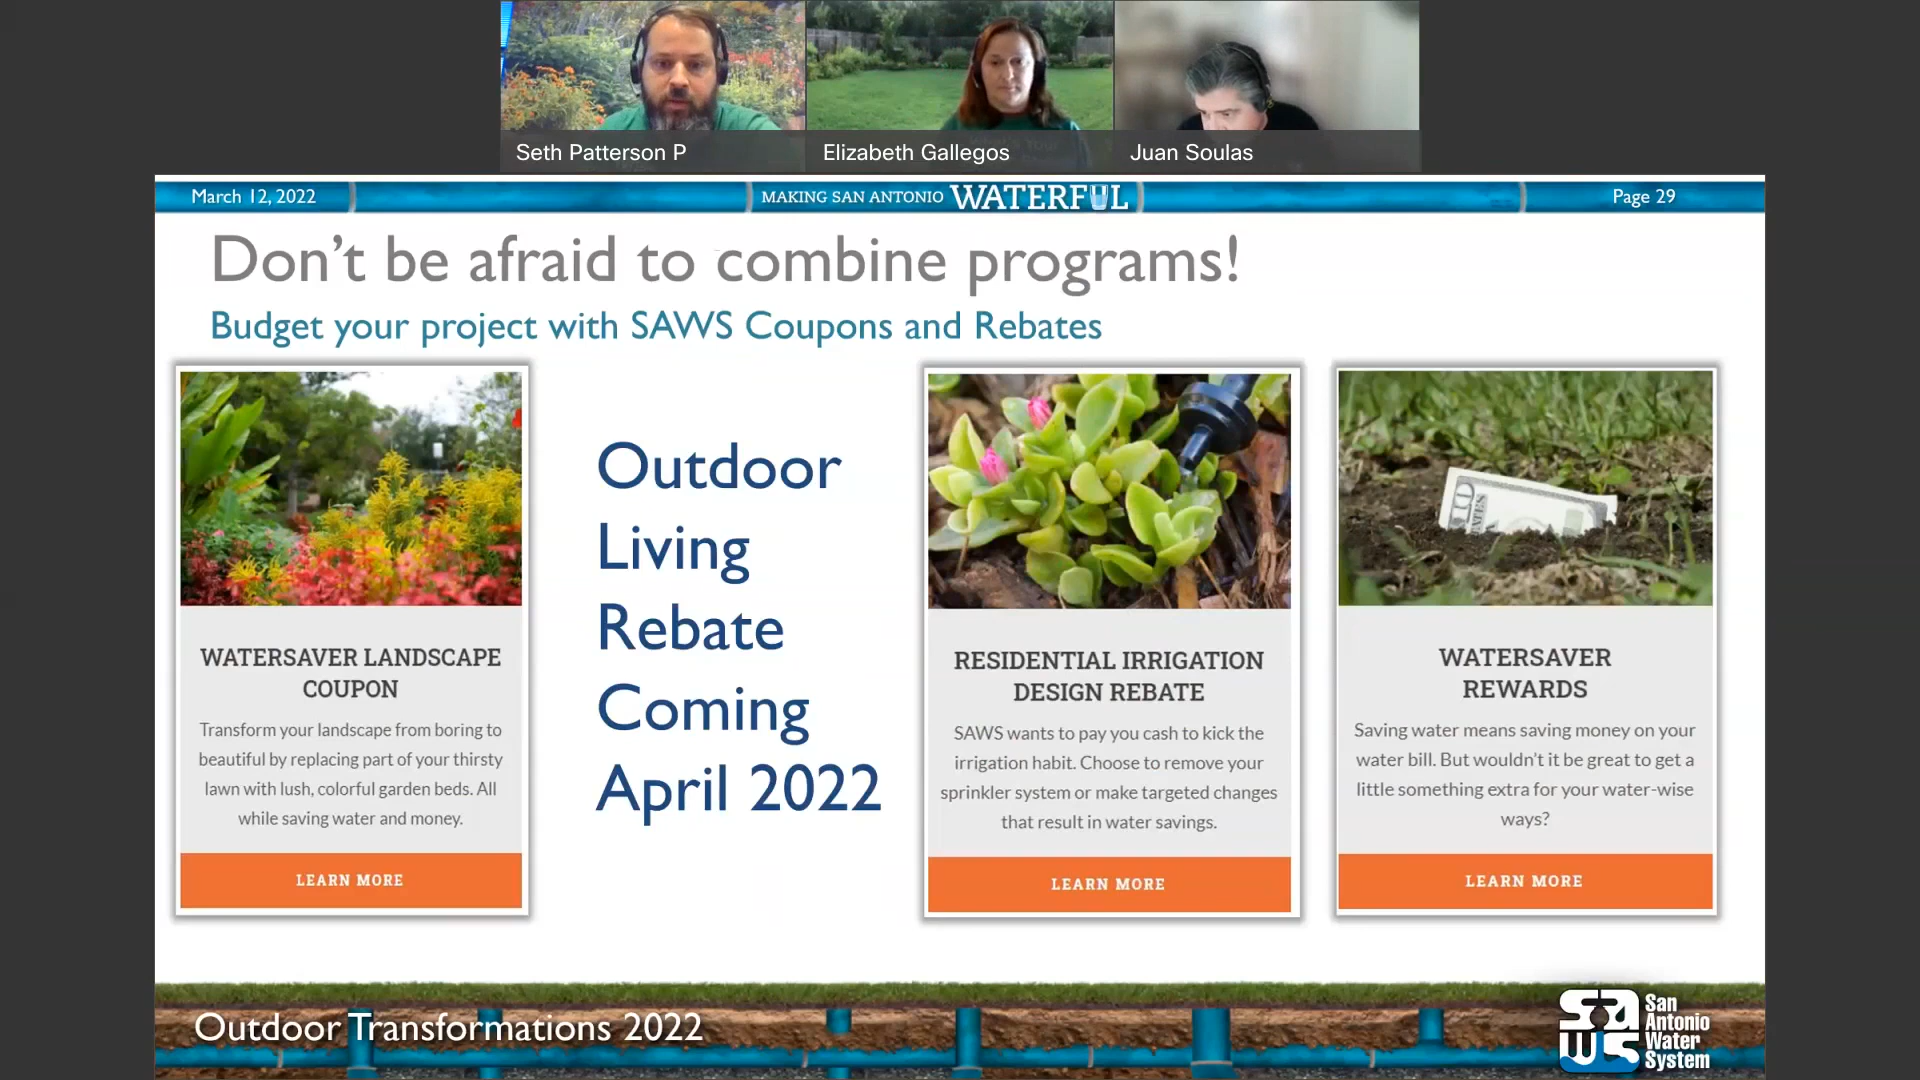 Seth Patterson P
Elizabeth Gallegos
Juan Soulas
March 12, 2022
MAKING SAN ANTONIO WATERFUL
Page 29
Don't be afraid to combine programs!
Budget your project with SAWS Coupons and Rebates
WATERSAVER LANDSCAPE
COUPON
Transform your landscape from boring to
beautiful by replacing part of your thirsty
lawn with lush, colorful garden beds. All
while saving water and money.
LEARN MORE
Outdoor
Living
Rebate
Coming
April 2022
RESIDENTIAL IRRIGATION
DESIGN REBATE
SAWS wants to pay you cash to kick the
irrigation habit. Choose to remove your
sprinkler system or make targeted changes
that result in water savings.
LEARN MORE
10
WATERSAVER
REWARDS
Saving water means saving money on your
water bill. But wouldn't it be great to get a
little something extra for your water-wise
ways?
LEARN MORE
Outdoor Transformations 2022
saws
San
Antonio
Water
System